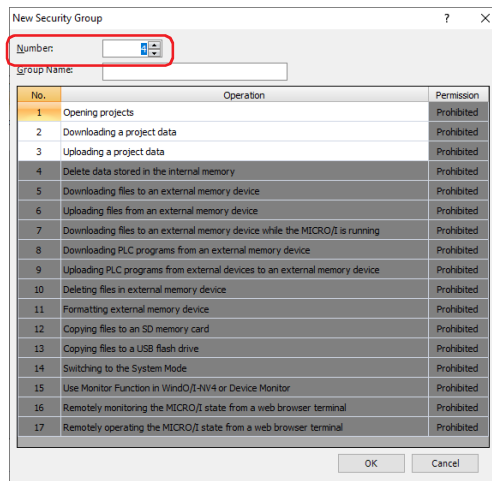 New Security Group ? ×
Number: 4
Group Name:
No. Operation Permission
1 Opening projects Prohibited
2 Downloading a project data Prohibited
3 Uploading a project data Prohibited
4 Delete data stored in the internal memory Prohibited
5 Downloading files to an external memory device Prohibited
6 Uploading files from an external memory device Prohibited
7 Downloading files to an external memory device while the MICRO/I is running Prohibited
8 Downloading PLC programs from an external memory device Prohibited
9 Uploading PLC programs from external devices to an external memory device Prohibited
10 Deleting files in external memory device Prohibited
11 Formatting external memory device Prohibited
12 Copying files to an SD memory card Prohibited
13 Copying files to a USB flash drive Prohibited
14 Switching to the System Mode Prohibited
15 Use Monitor Function in WindO/I-NV4 or Device Monitor Prohibited
16 Remotely monitoring the MICRO/I state from a web browser terminal Prohibited
17 Remotely operating the MICRO/I state from a web browser terminal Prohibited
OK Cancel